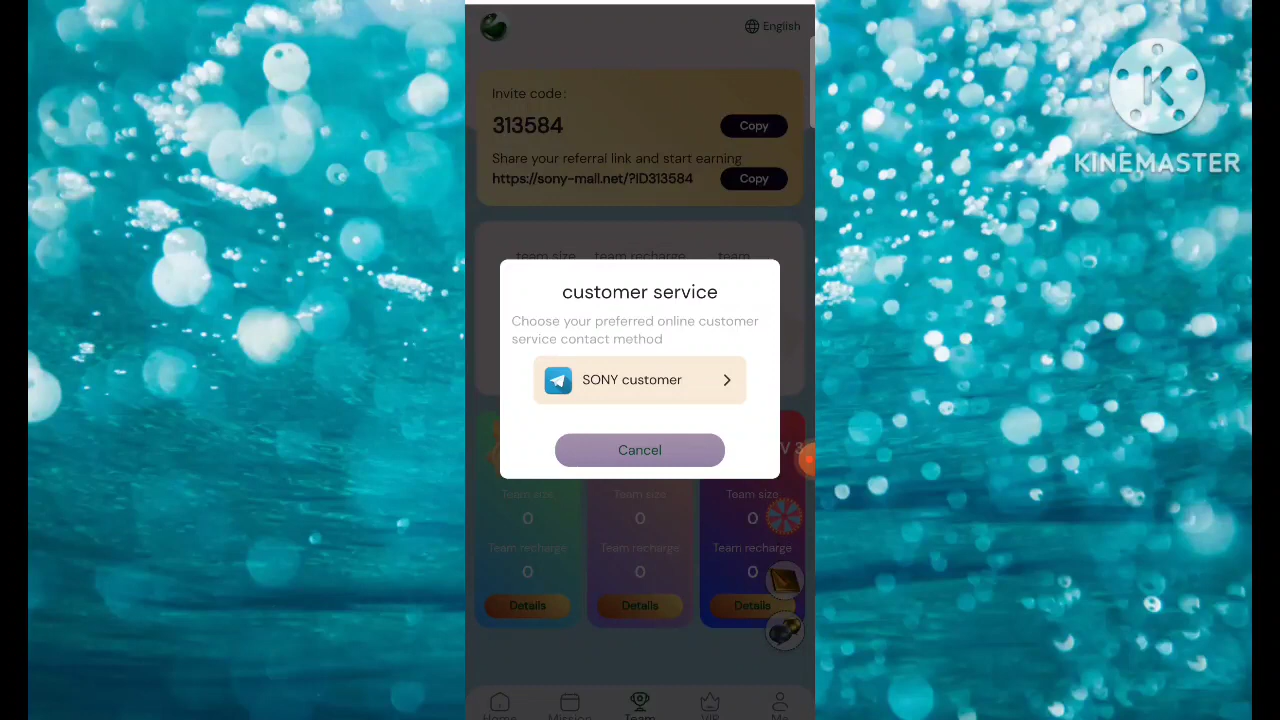 English
Invite code:
313584
Copy
Share your referral link and start earning
https://sony-mall.net/?ID313584
Copy
KINEMASTER
team size team recharge team
customer service
Choose your preferred online customer
service contact method
SONY customer
Cancel
V 3
Team size Team size Team size
0 0 0
Team recharge Team recharge Team recharge
0 0 0
Details Details Details
Home Mission Team VIP Me